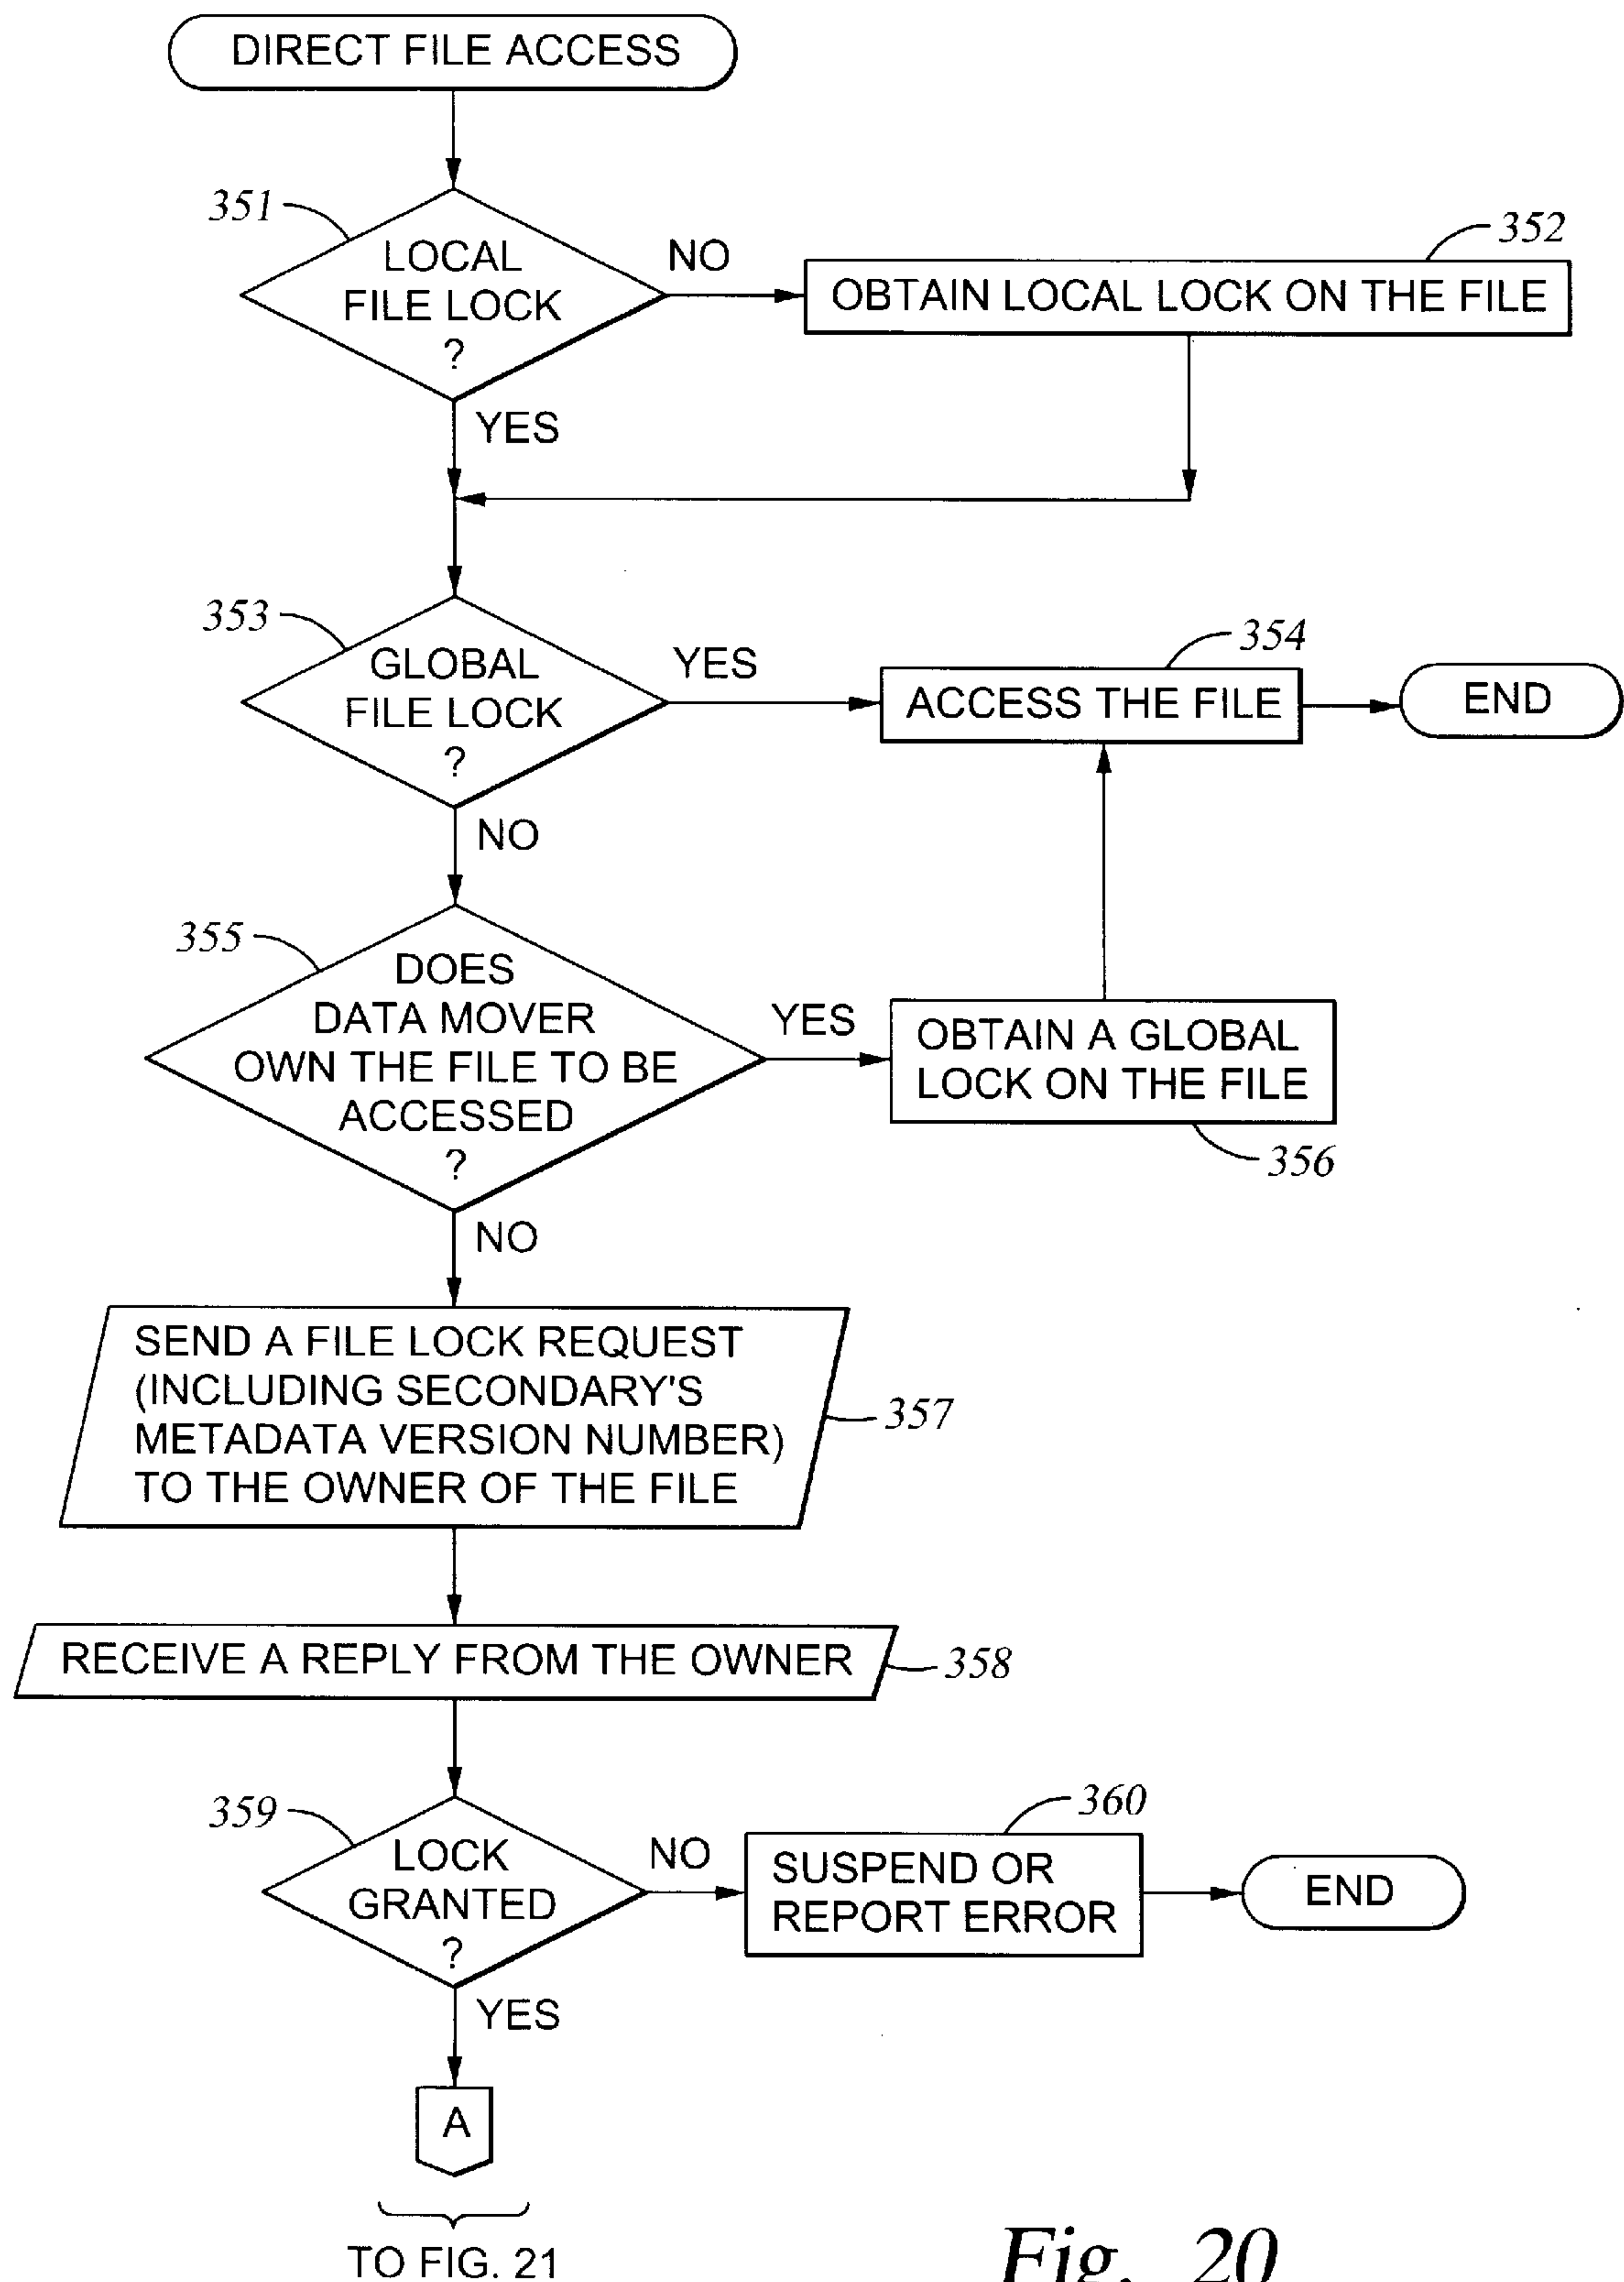 DIRECT FILE ACCESS
351
LOCAL
FILE LOCK
?
NO
352
OBTAIN LOCAL LOCK ON THE FILE
YES
353
GLOBAL
FILE LOCK
?
YES
354
ACCESS THE FILE
END
NO
355
DOES
DATA MOVER
OWN THE FILE TO BE
ACCESSED
?
YES
OBTAIN A GLOBAL
LOCK ON THE FILE
356
NO
SEND A FILE LOCK REQUEST
(INCLUDING SECONDARY'S
METADATA VERSION NUMBER)
TO THE OWNER OF THE FILE
357
RECEIVE A REPLY FROM THE OWNER
358
359
LOCK
GRANTED
?
NO
360
SUSPEND OR
REPORT ERROR
END
YES
A
TO FIG. 21
Fig. 20